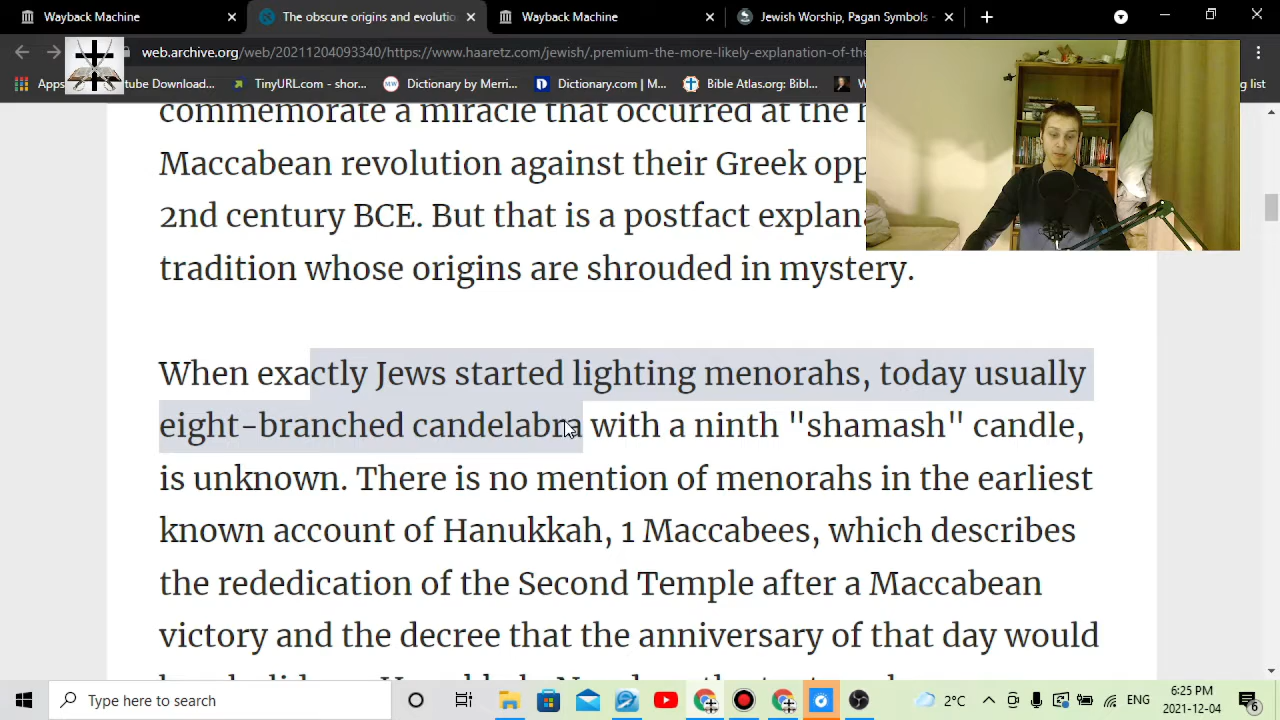 Wayback Machine
The obscure origins and evolutio
Wayback Machine
Jewish Worship, Pagan Symbols -
web.archive.org/web/20211204093340/https://www.haaretz.com/jewish/.premium-the-more-likely-explanation-of-the
Apps
tube Download...
TinyURL.com - shor...
Dictionary by Merri...
Dictionary.com | M...
Bible Atlas.org: Bibl...
ng list
commemorate a miracle that occurred at the
Maccabean revolution against their Greek opp
2nd century BCE. But that is a postfact explana
tradition whose origins are shrouded in mystery.
When exactly Jews started lighting menorahs, today usually
eight-branched candelabra with a ninth "shamash" candle,
is unknown. There is no mention of menorahs in the earliest
known account of Hanukkah, 1 Maccabees, which describes
the rededication of the Second Temple after a Maccabean
victory and the decree that the anniversary of that day would
Type here to search
2°C
ENG
6:25 PM
2021-12-04
6